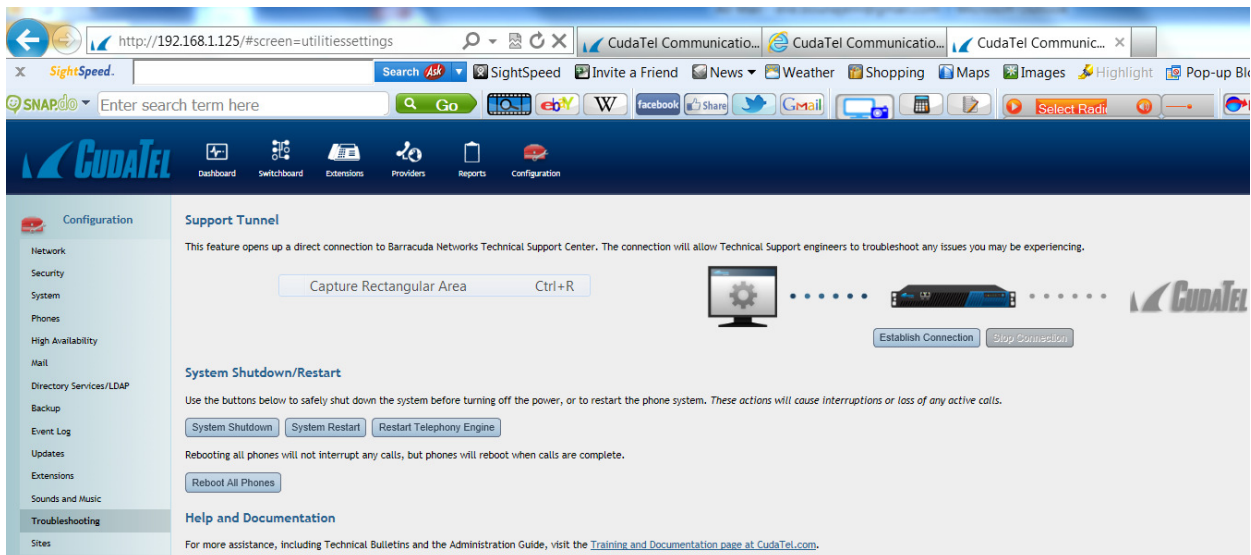 http://192.168.1.125/#screen=utilitiessettings CudaTel Communicatio... CudaTel Communicatio... CudaTel Communic...
X SightSpeed. Search Ask SightSpeed Invite a Friend News Weather Shopping Maps Images Highlight Pop-up Blo
SNAP.do Enter search term here Go ebY W facebook Share GMail Select Radi
CUDATEL Dashboard Switchboard Extensions Providers Reports Configuration
Configuration
Network
Security
System
Phones
High Availability
Mail
Directory Services/LDAP
Backup
Event Log
Updates
Extensions
Sounds and Music
Troubleshooting
Sites
Support Tunnel
This feature opens up a direct connection to Barracuda Networks Technical Support Center. The connection will allow Technical Support engineers to troubleshoot any issues you may be experiencing.
Capture Rectangular Area Ctrl+R
CUDATEL
Establish Connection Stop Connection
System Shutdown/Restart
Use the buttons below to safely shut down the system before turning off the power, or to restart the phone system. These actions will cause interruptions or loss of any active calls.
System Shutdown System Restart Restart Telephony Engine
Rebooting all phones will not interrupt any calls, but phones will reboot when calls are complete.
Reboot All Phones
Help and Documentation
For more assistance, including Technical Bulletins and the Administration Guide, visit the Training and Documentation page at CudaTel.com.